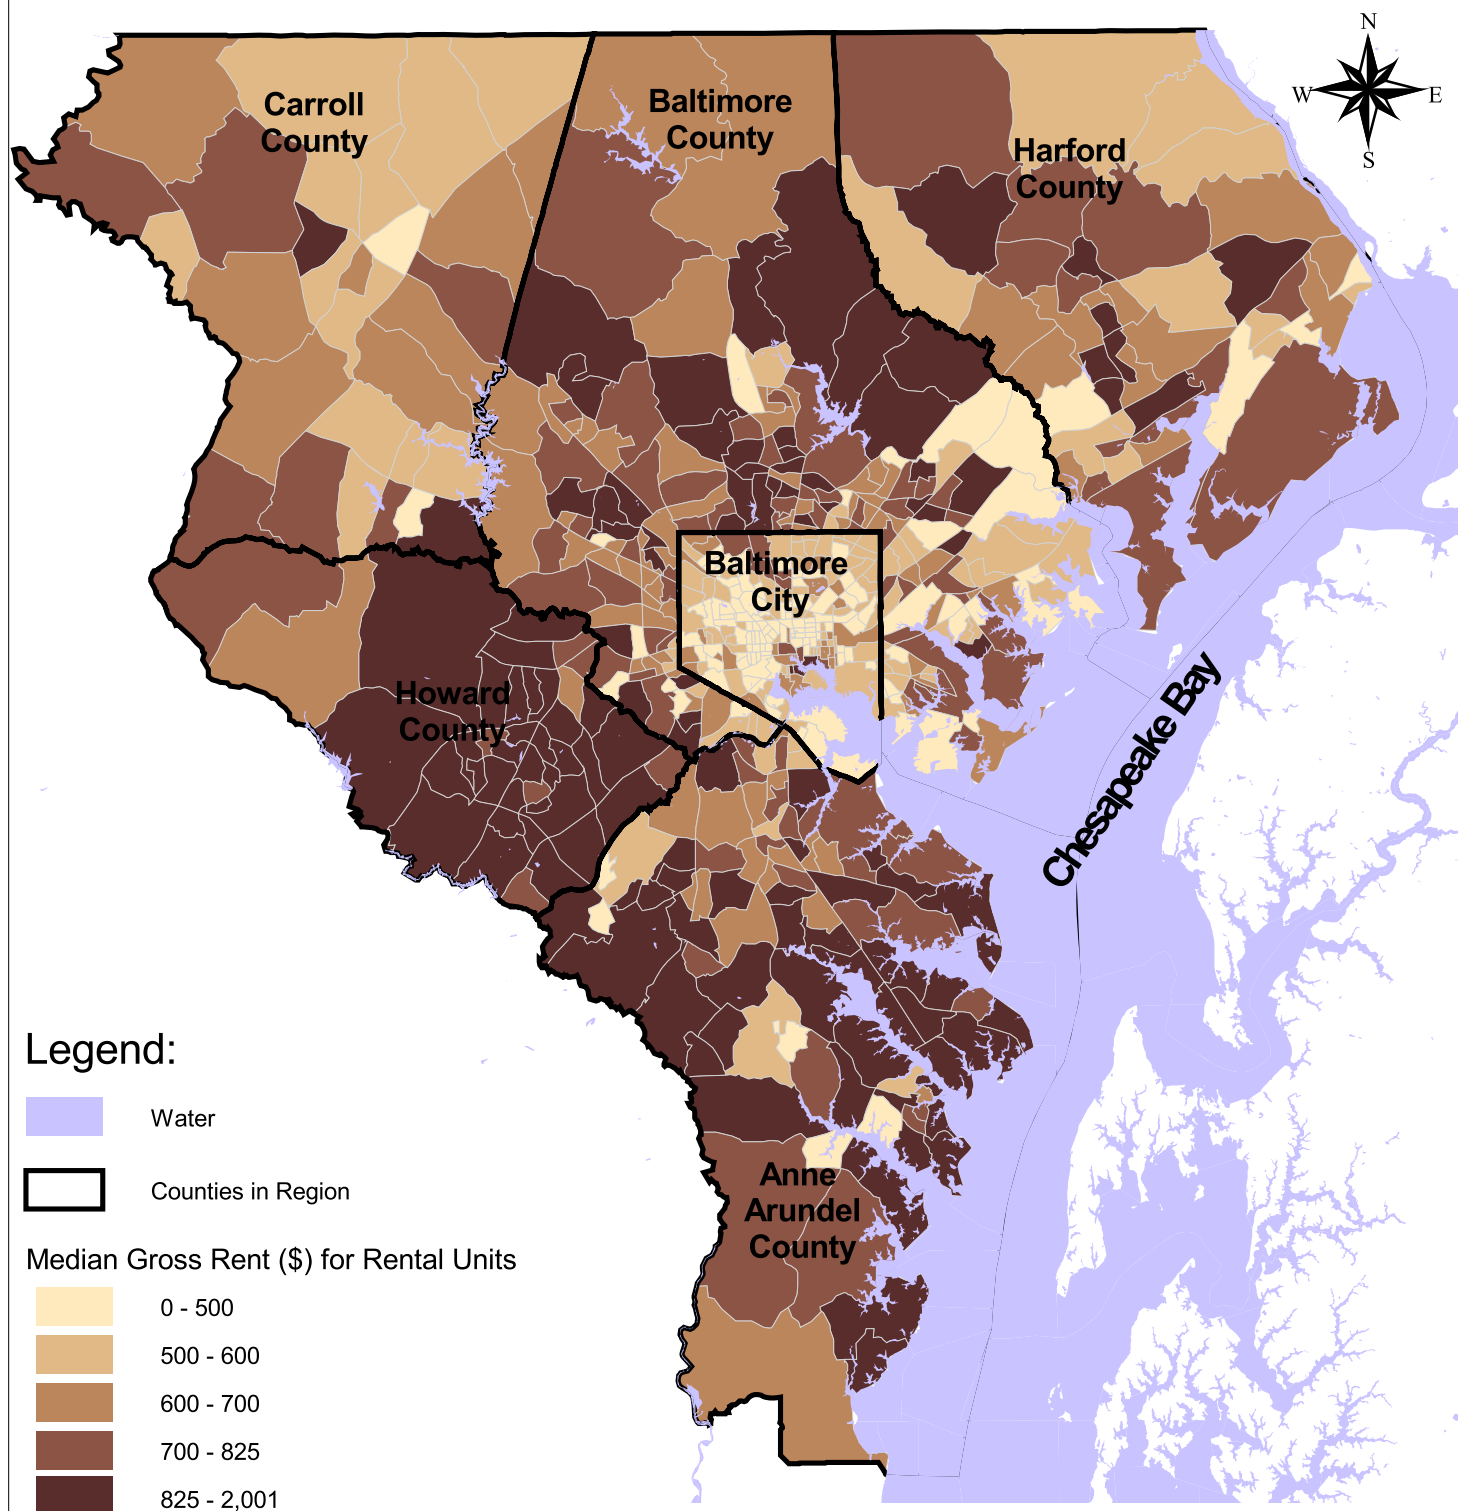 N
W
E
S
Carroll
County
Baltimore
County
Harford
County
Baltimore
City
Howard
County
Chesapeake Bay
Anne
Arundel
County
Legend:
Water
Counties in Region
Median Gross Rent ($) for Rental Units
0 - 500
500 - 600
600 - 700
700 - 825
825 - 2,001